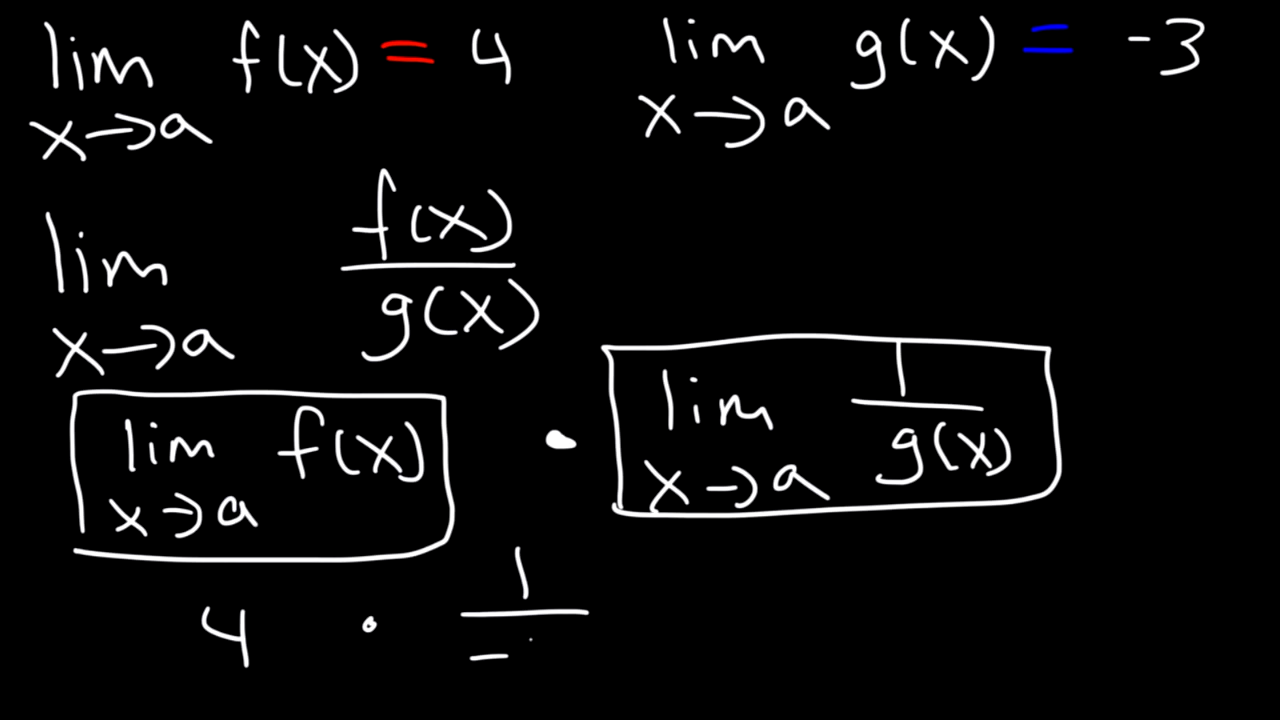 lim x→a f(x) = 4
lim x→a g(x) = -3
lim x→a f(x)/g(x)
lim x→a f(x) · lim x→a 1/g(x)
4 · 1/-